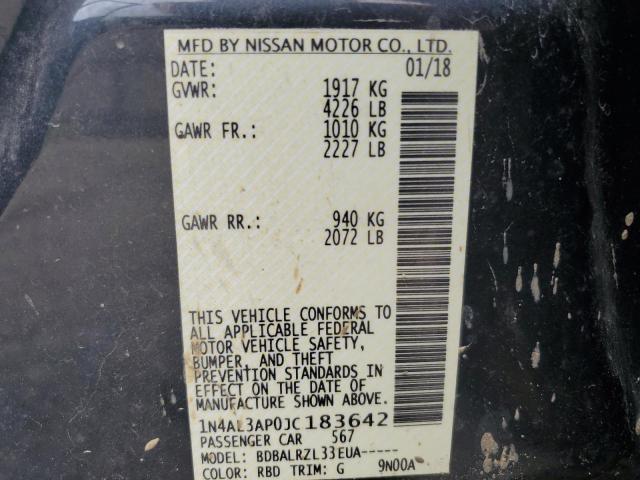 MFD BY NISSAN MOTOR CO., LTD.
DATE: 01/18
GVWR: 1917 KG
4226 LB
GAWR FR.: 1010 KG
2227 LB
GAWR RR.: 940 KG
2072 LB
THIS VEHICLE CONFORMS TO
ALL APPLICABLE FEDERAL
MOTOR VEHICLE SAFETY,
BUMPER, AND THEFT
PREVENTION STANDARDS IN
EFFECT ON THE DATE OF
MANUFACTURE SHOWN ABOVE.
1N4AL3AP0JC183642
PASSENGER CAR 567
MODEL: BDBALRZL33EUA-----
COLOR: RBD TRIM: G 9N00A